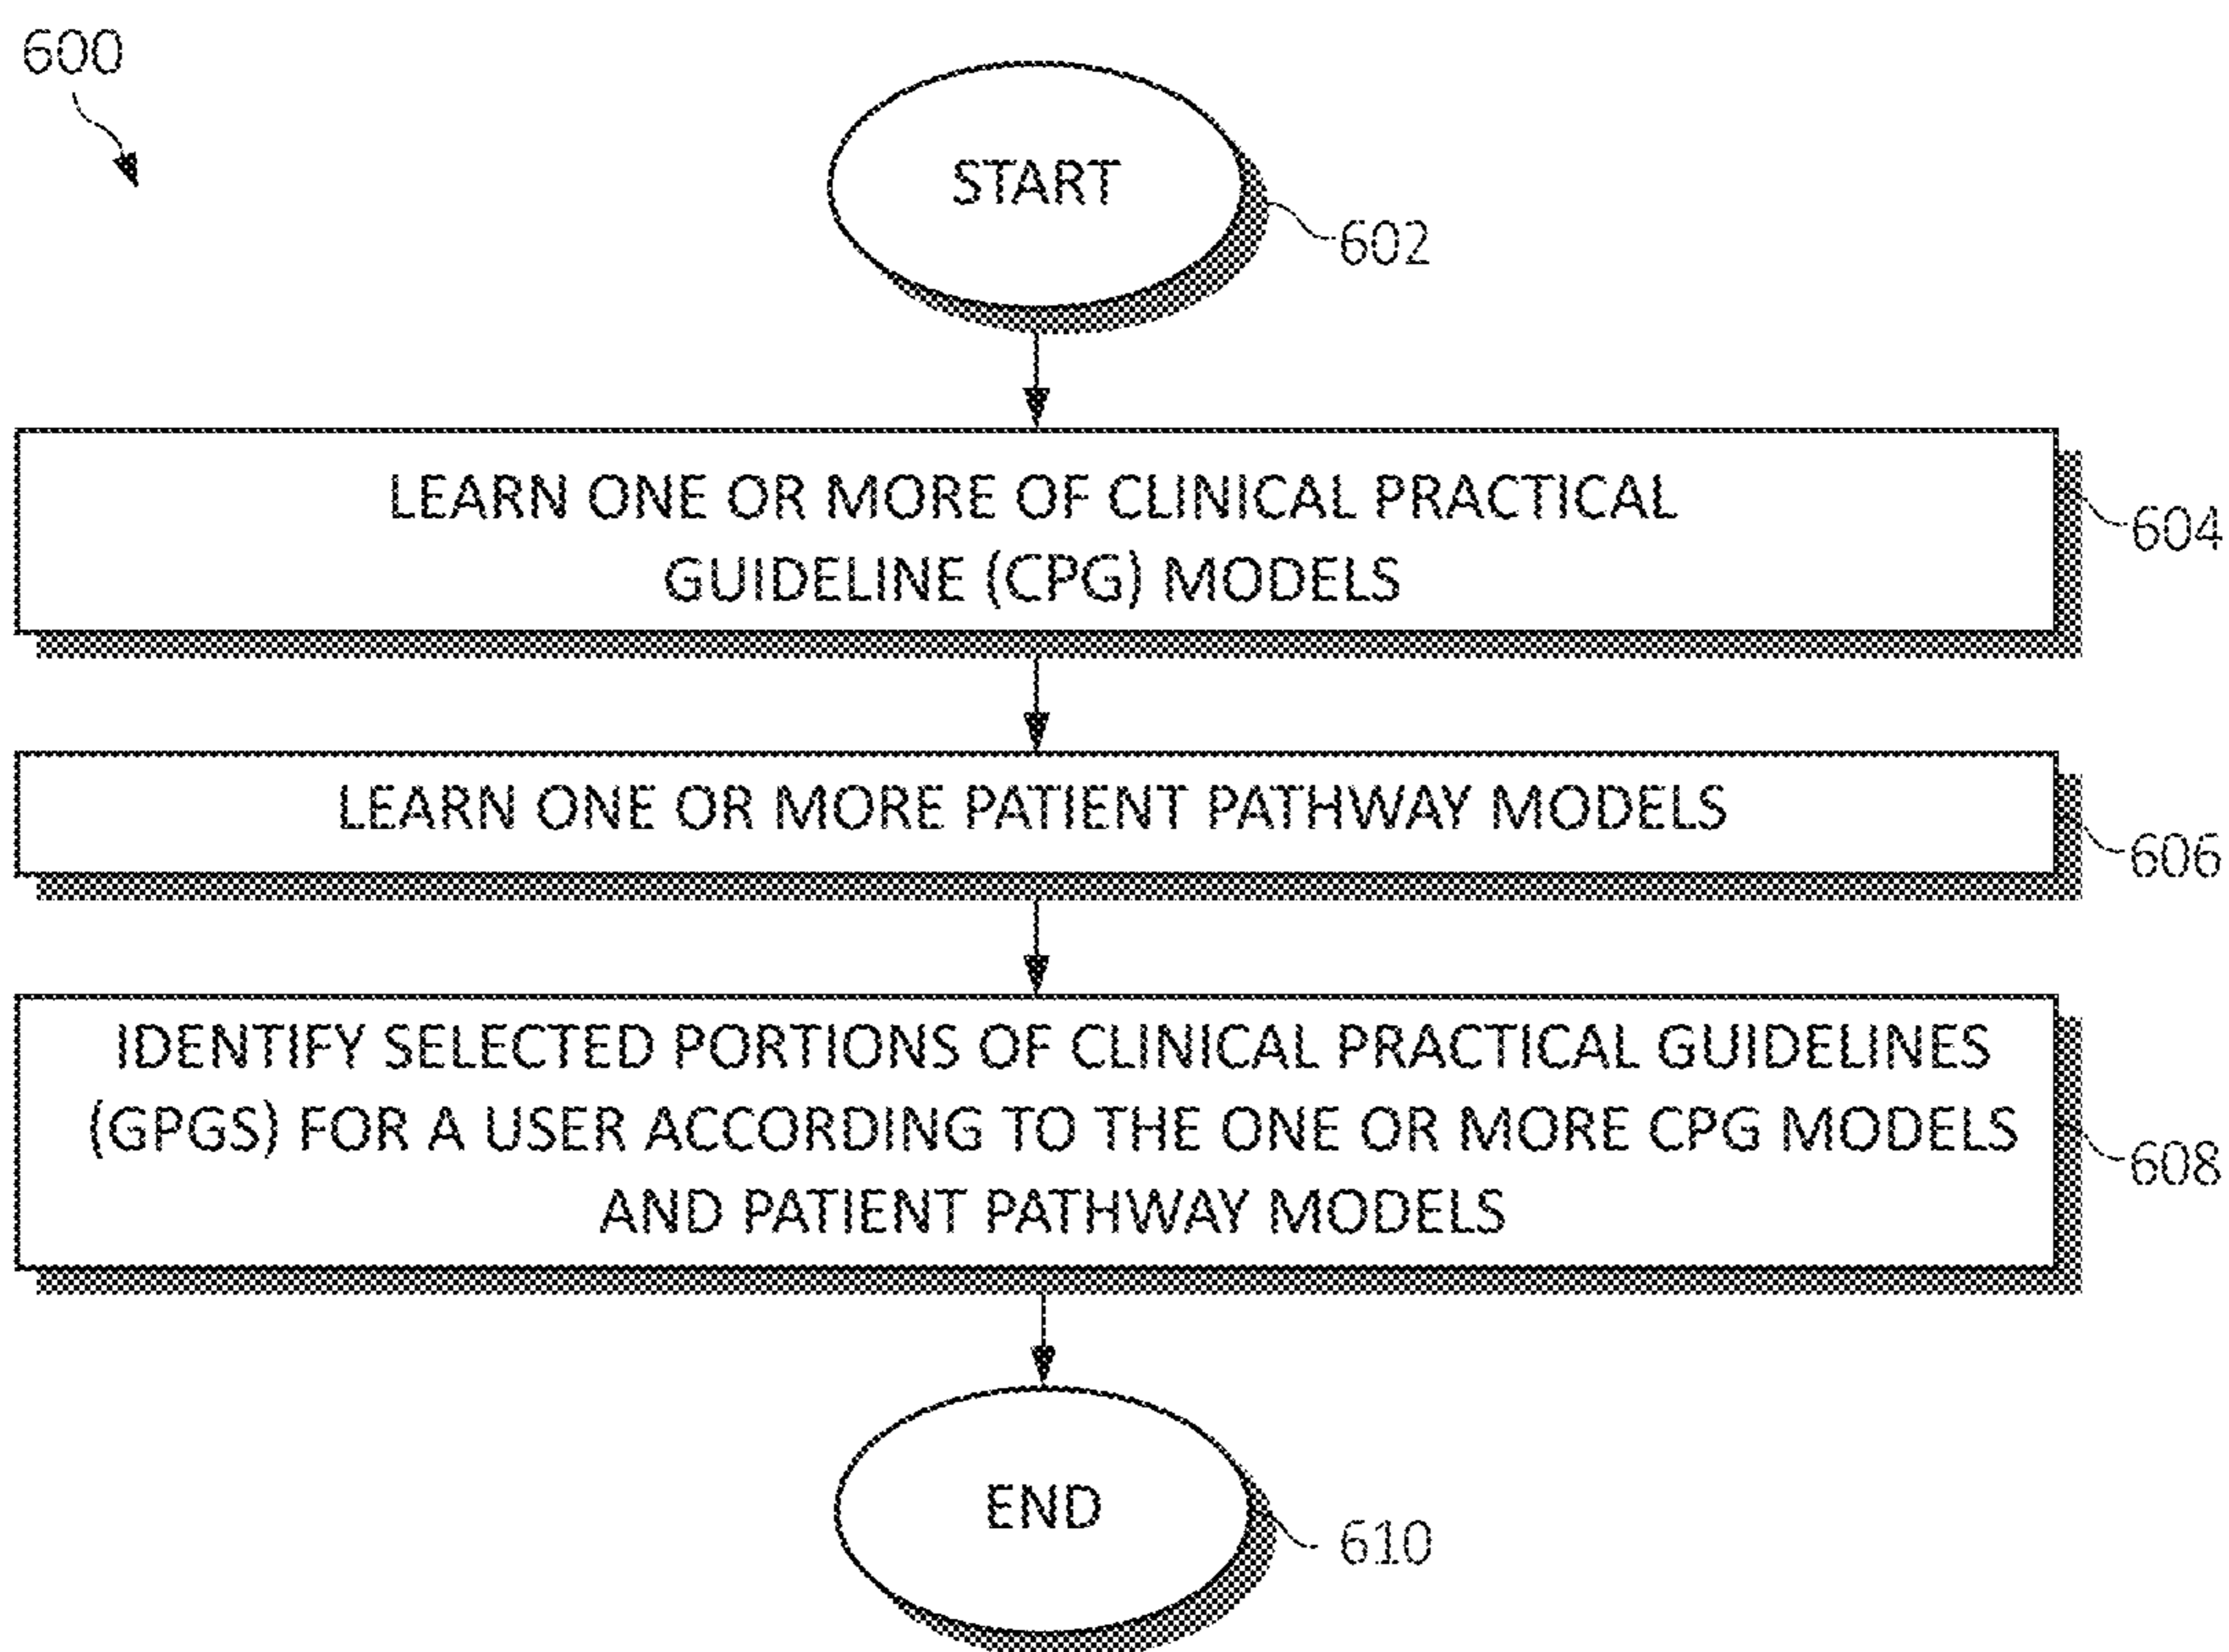 600
START
602
LEARN ONE OR MORE OF CLINICAL PRACTICAL
GUIDELINE (CPG) MODELS
604
LEARN ONE OR MORE PATIENT PATHWAY MODELS
606
IDENTIFY SELECTED PORTIONS OF CLINICAL PRACTICAL GUIDELINES
(GPGS) FOR A USER ACCORDING TO THE ONE OR MORE CPG MODELS
AND PATIENT PATHWAY MODELS
608
END
610